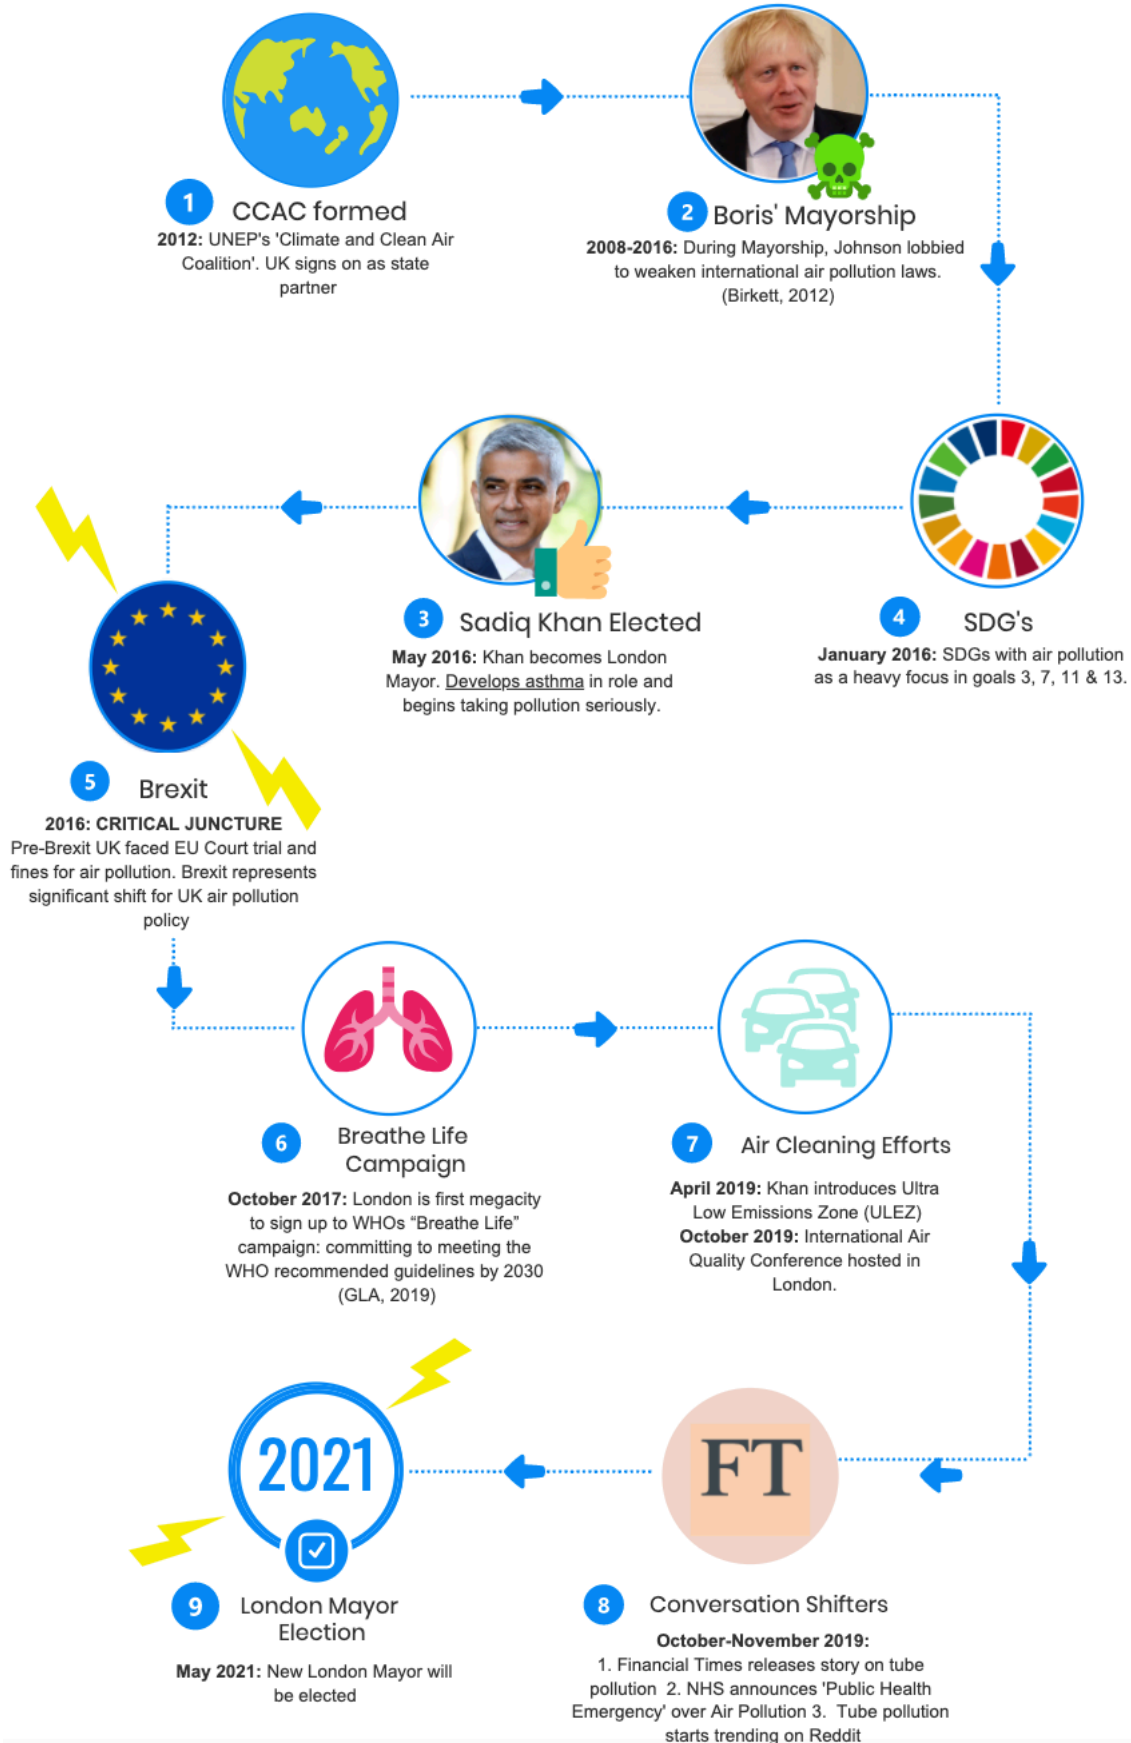 1
CCAC formed
2012: UNEP's 'Climate and Clean Air
Coalition'. UK signs on as state
partner
2
Boris' Mayorship
2008-2016: During Mayorship, Johnson lobbied
to weaken international air pollution laws.
(Birkett, 2012)
3
Sadiq Khan Elected
May 2016: Khan becomes London
Mayor. Develops asthma in role and
begins taking pollution seriously.
4
SDG's
January 2016: SDGs with air pollution
as a heavy focus in goals 3, 7, 11 & 13.
5
Brexit
2016: CRITICAL JUNCTURE
Pre-Brexit UK faced EU Court trial and
fines for air pollution. Brexit represents
significant shift for UK air pollution
policy
6
Breathe Life
Campaign
October 2017: London is first megacity
to sign up to WHOs “Breathe Life”
campaign: committing to meeting the
WHO recommended guidelines by 2030
(GLA, 2019)
7
Air Cleaning Efforts
April 2019: Khan introduces Ultra
Low Emissions Zone (ULEZ)
October 2019: International Air
Quality Conference hosted in
London.
FT
8
Conversation Shifters
October-November 2019:
1. Financial Times releases story on tube
pollution 2. NHS announces 'Public Health
Emergency' over Air Pollution 3. Tube pollution
starts trending on Reddit
2021
9
London Mayor
Election
May 2021: New London Mayor will
be elected